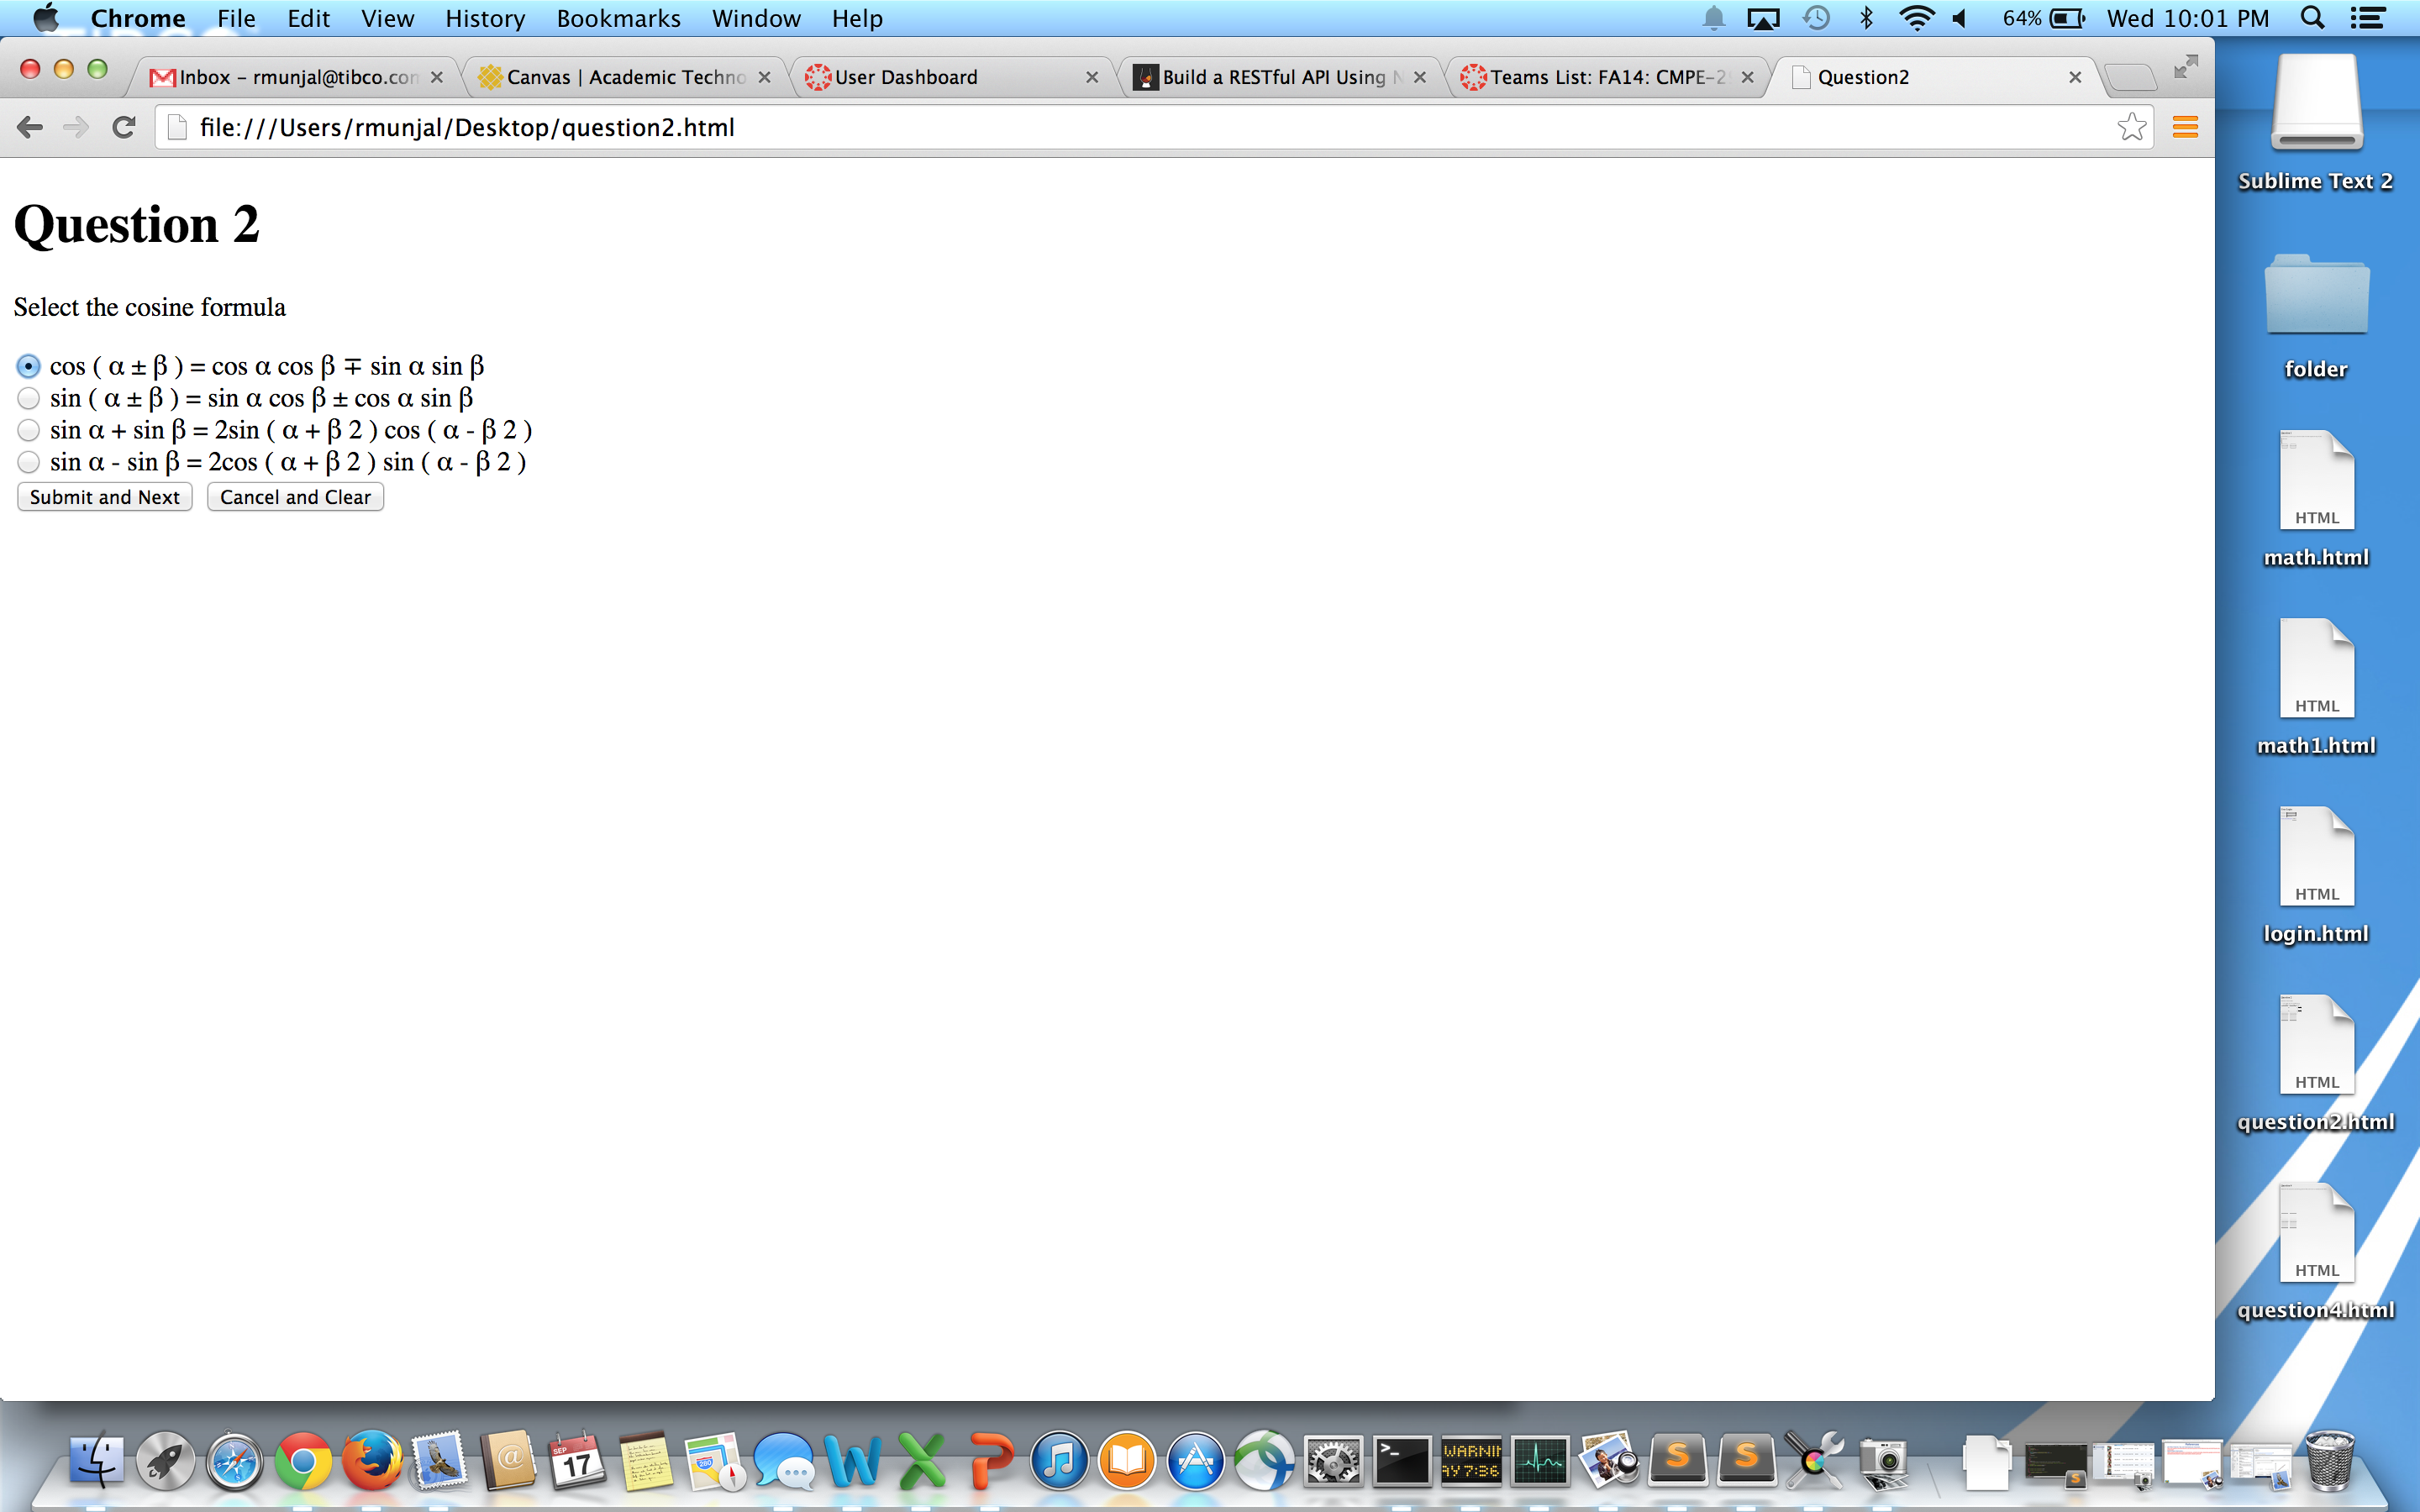 Chrome File Edit View History Bookmarks Window Help 64% Wed 10:01 PM
Inbox – rmunjal@tibco.con
Canvas | Academic Techno
User Dashboard
Build a RESTful API Using N
Teams List: FA14: CMPE-2
Question2
file:///Users/rmunjal/Desktop/question2.html
Question 2
Select the cosine formula
cos ( α ± β ) = cos α cos β ∓ sin α sin β
sin ( α ± β ) = sin α cos β ± cos α sin β
sin α + sin β = 2sin ( α + β 2 ) cos ( α - β 2 )
sin α - sin β = 2cos ( α + β 2 ) sin ( α - β 2 )
Submit and Next Cancel and Clear
Sublime Text 2
folder
HTML
math.html
HTML
math1.html
HTML
login.html
HTML
question2.html
HTML
question4.html
SEP
17
280
WARNIN
AY 7:36